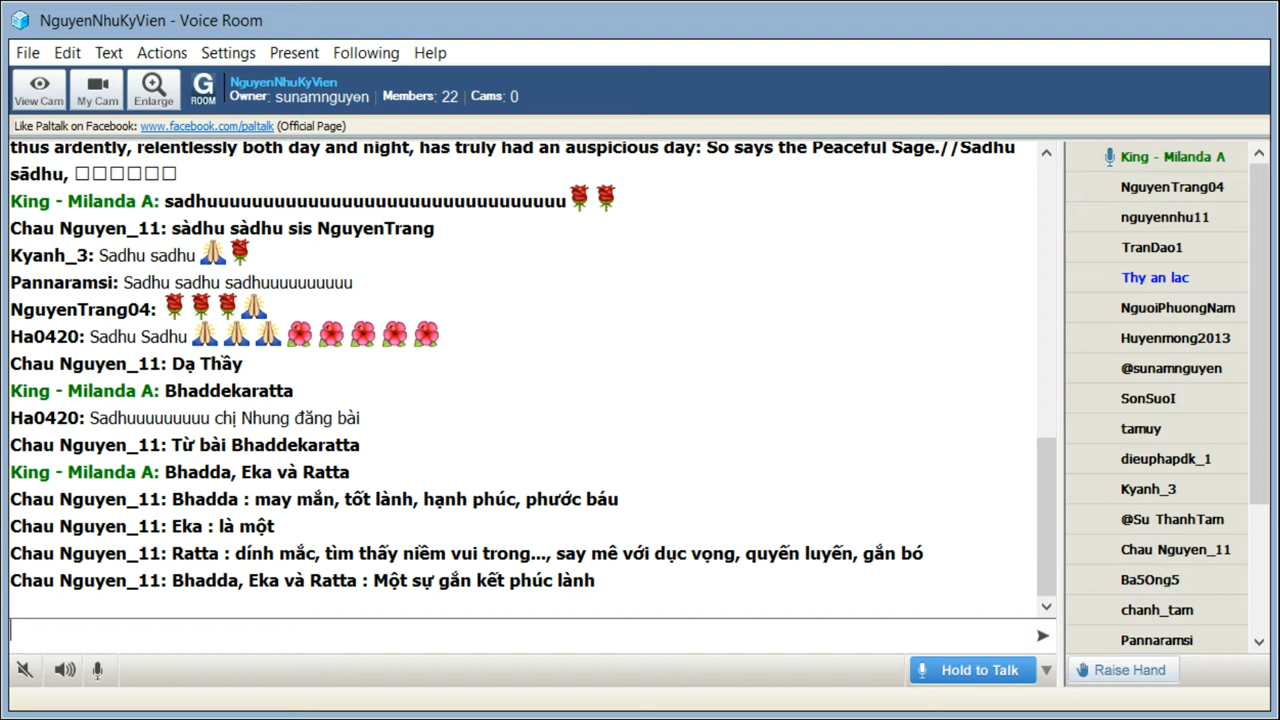 NguyenNhuKyVien - Voice Room
File Edit Text Actions Settings Present Following Help
View Cam My Cam Enlarge G ROOM
NguyenNhuKyVien
Owner: sunamnguyen Members: 22 Cams: 0
Like Paltalk on Facebook: www.facebook.com/paltalk (Official Page)
thus ardently, relentlessly both day and night, has truly had an auspicious day: So says the Peaceful Sage.//Sadhu
sādhu, □□□□□□
King - Milanda A: sadhuuuuuuuuuuuuuuuuuuuuuuuuuuuuuuuu
Chau Nguyen_11: sàdhu sàdhu sis NguyenTrang
Kyanh_3: Sadhu sadhu
Pannaramsi: Sadhu sadhu sadhuuuuuuuuuu
NguyenTrang04:
Ha0420: Sadhu Sadhu
Chau Nguyen_11: Dạ Thầy
King - Milanda A: Bhaddekaratta
Ha0420: Sadhuuuuuuuuu chị Nhung đăng bài
Chau Nguyen_11: Từ bài Bhaddekaratta
King - Milanda A: Bhadda, Eka và Ratta
Chau Nguyen_11: Bhadda : may mắn, tốt lành, hạnh phúc, phước báu
Chau Nguyen_11: Eka : là một
Chau Nguyen_11: Ratta : dính mắc, tìm thấy niềm vui trong..., say mê với dục vọng, quyến luyến, gắn bó
Chau Nguyen_11: Bhadda, Eka và Ratta : Một sự gắn kết phúc lành
King - Milanda A
NguyenTrang04
nguyennhu11
TranDao1
Thy an lac
NguoiPhuongNam
Huyenmong2013
@sunamnguyen
SonSuoI
tamuy
dieuphapdk_1
Kyanh_3
@Su ThanhTam
Chau Nguyen_11
Ba5Ong5
chanh_tam
Pannaramsi
Hold to Talk
Raise Hand